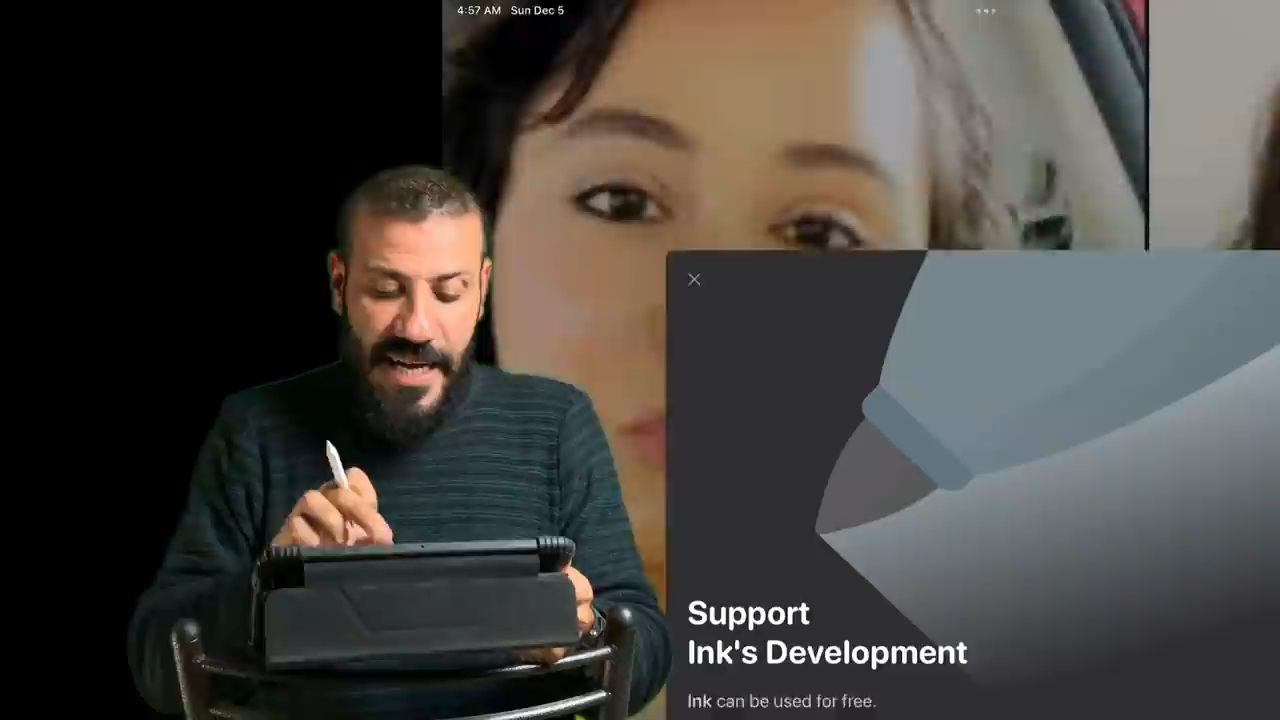 4:57 AM Sun Dec 5
Support
Ink's Development
Ink can be used for free.